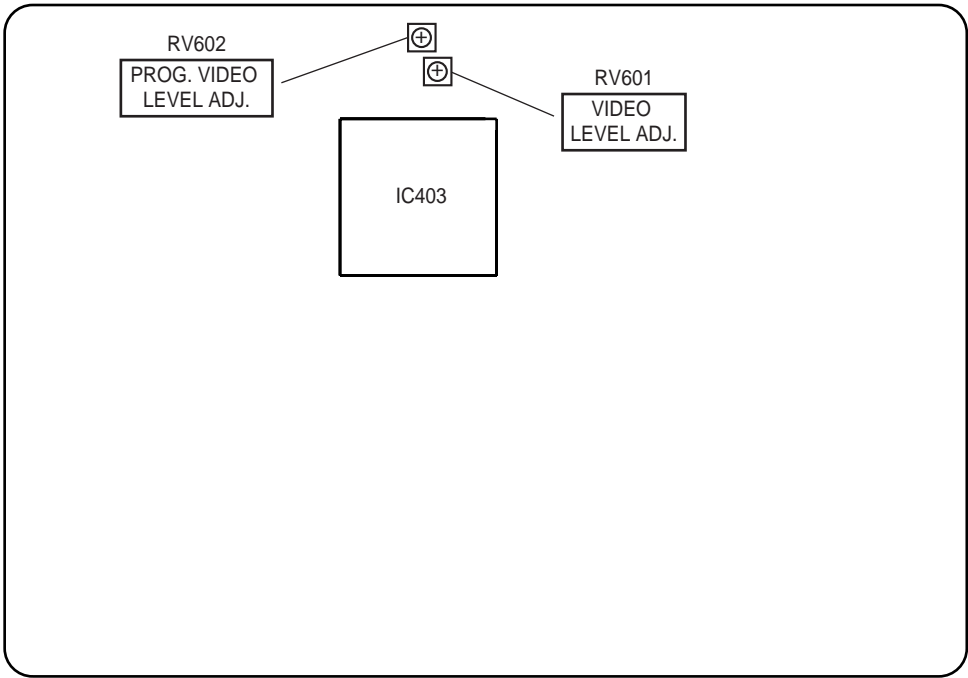 RV602
PROG. VIDEO
LEVEL ADJ.
RV601
VIDEO
LEVEL ADJ.
IC403